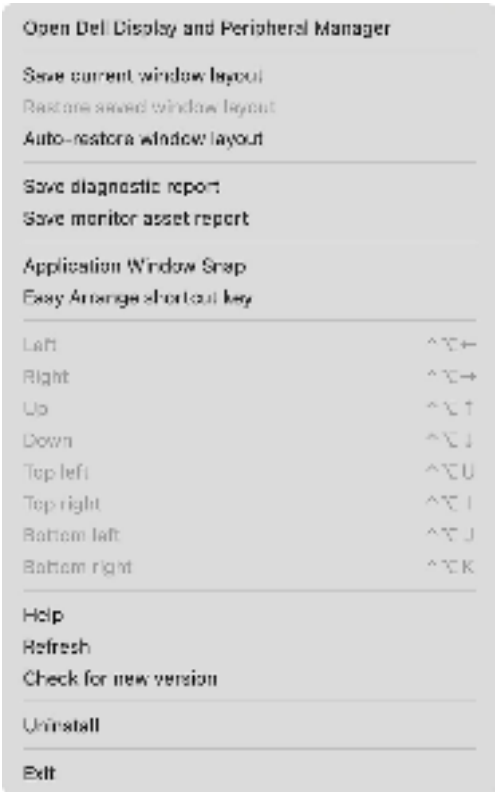 Open Dell Display and Peripheral Manager
Save current window layout
Restore saved window layout
Auto-restore window layout
Save diagnostic report
Save monitor asset report
Application Window Snap
Easy Arrange shortcut key
Left ^⌥←
Right ^⌥→
Up ^⌥↑
Down ^⌥↓
Top left ^⌥U
Top right ^⌥I
Bottom left ^⌥J
Bottom right ^⌥K
Help
Refresh
Check for new version
Uninstall
Exit